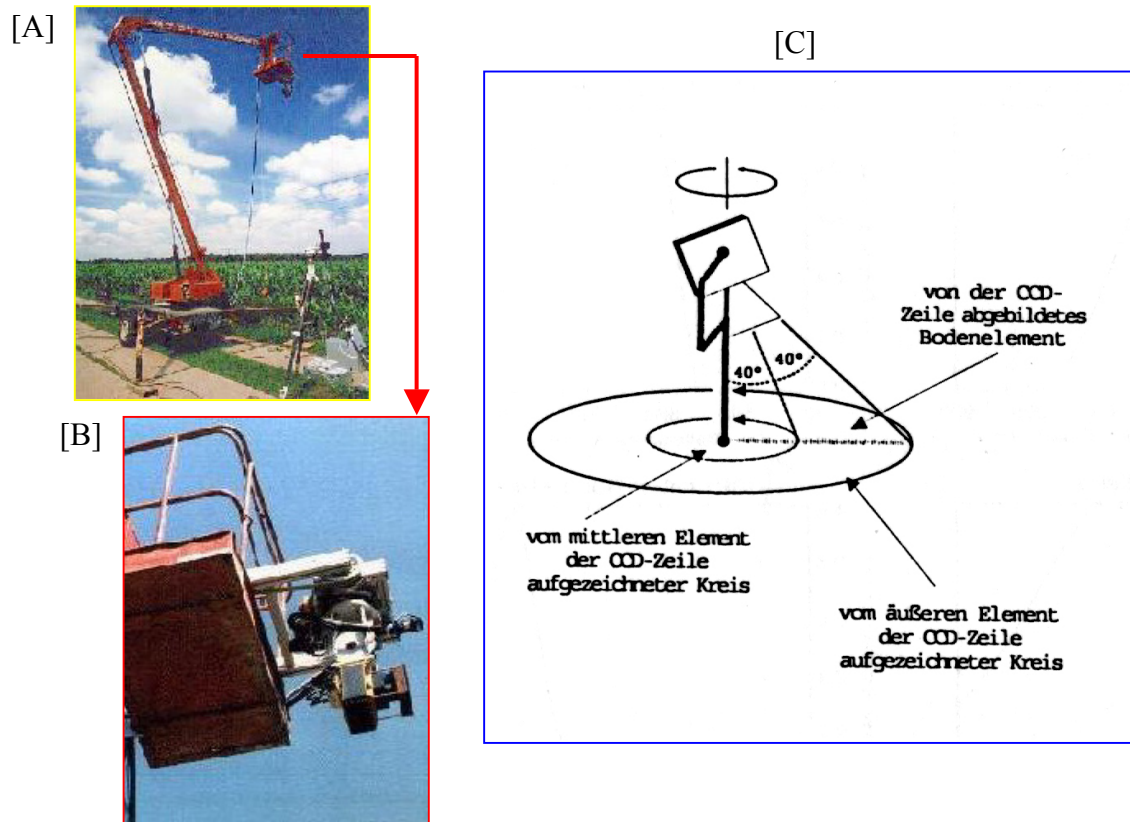 [A]
[C]
[B]
von der CCD-
Zeile abgebildetes
Bodenelement
40°
40°
vom mittleren Element
der CCD-Zeile
aufgezeichneter Kreis
vom äußeren Element
der CCD-Zeile
aufgezeichneter Kreis